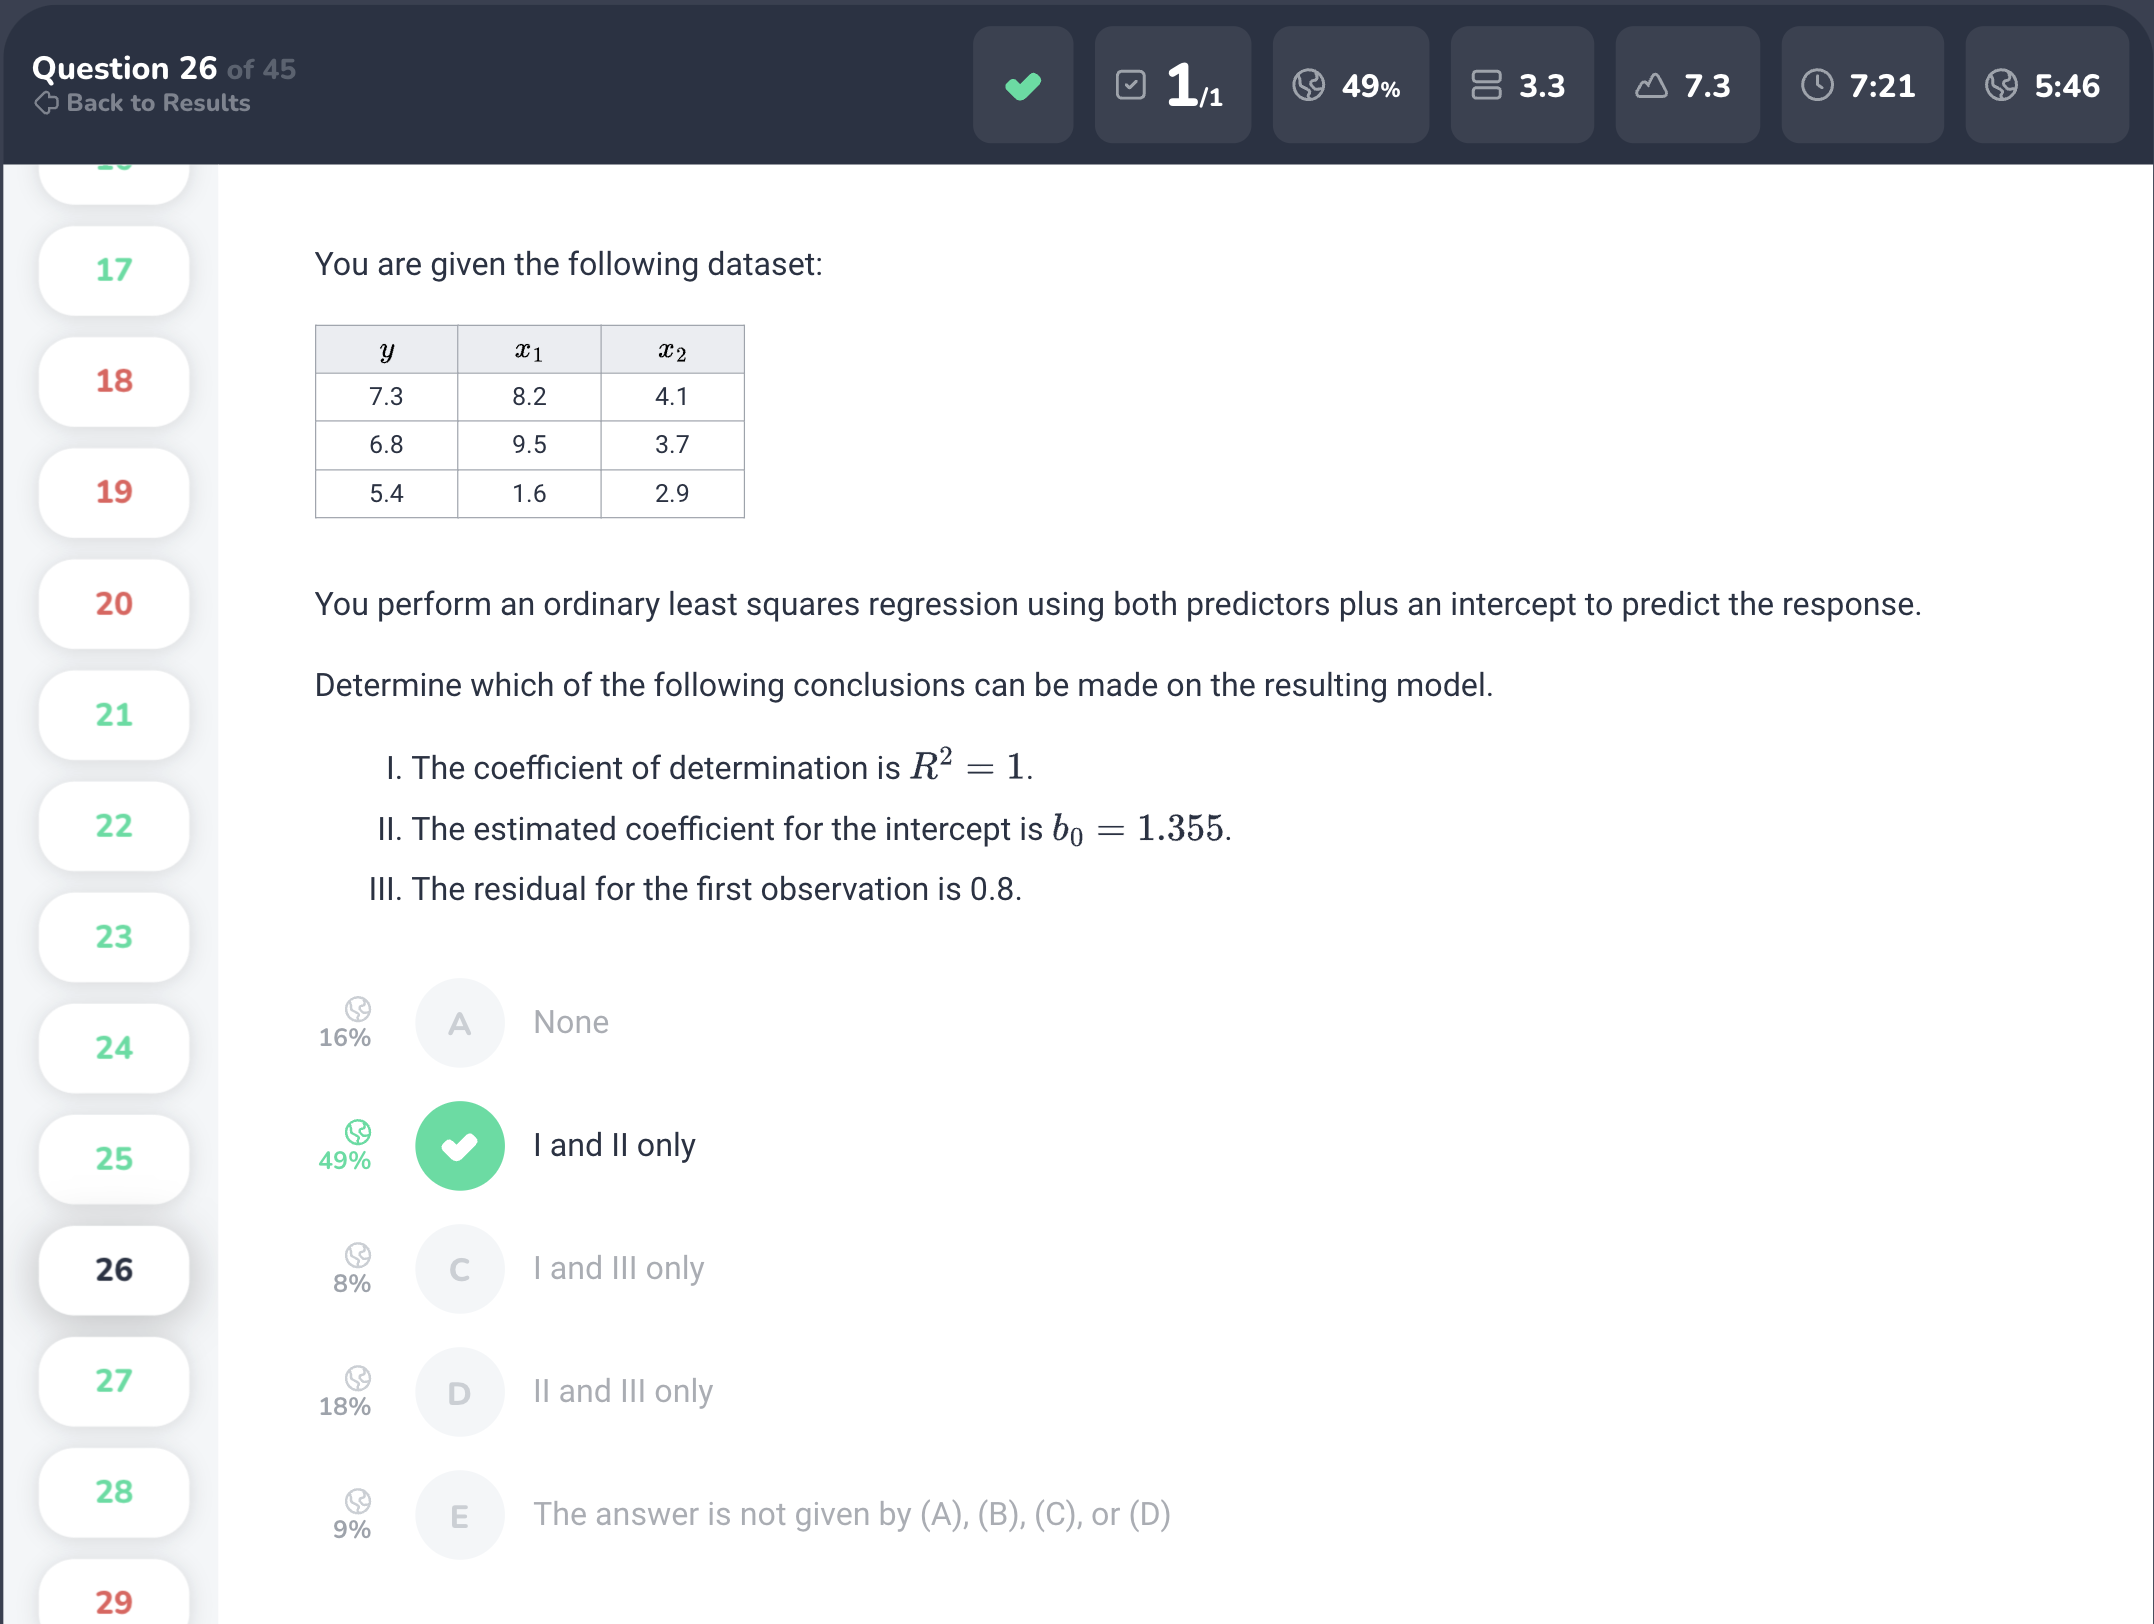 Question 26 of 45
Back to Results
1/1
49%
3.3
7.3
7:21
5:46
17
18
19
20
21
22
23
24
25
26
27
28
29
You are given the following dataset:
y x₁ x₂
7.3 8.2 4.1
6.8 9.5 3.7
5.4 1.6 2.9
You perform an ordinary least squares regression using both predictors plus an intercept to predict the response.
Determine which of the following conclusions can be made on the resulting model.
I. The coefficient of determination is R² = 1.
II. The estimated coefficient for the intercept is b₀ = 1.355.
III. The residual for the first observation is 0.8.
16% A None
49% I and II only
8% C I and III only
18% D II and III only
9% E The answer is not given by (A), (B), (C), or (D)